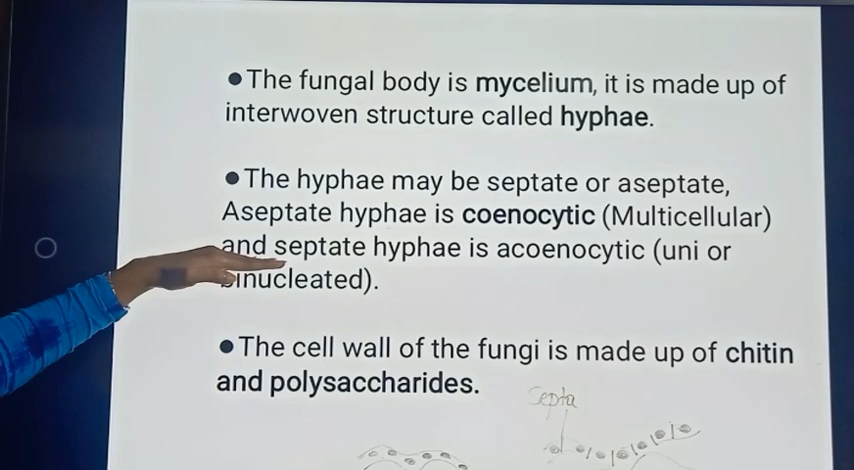 ●The fungal body is mycelium, it is made up of
interwoven structure called hyphae.
●The hyphae may be septate or aseptate,
Aseptate hyphae is coenocytic (Multicellular)
and septate hyphae is acoenocytic (uni or
binucleated).
●The cell wall of the fungi is made up of chitin
and polysaccharides.
Septa